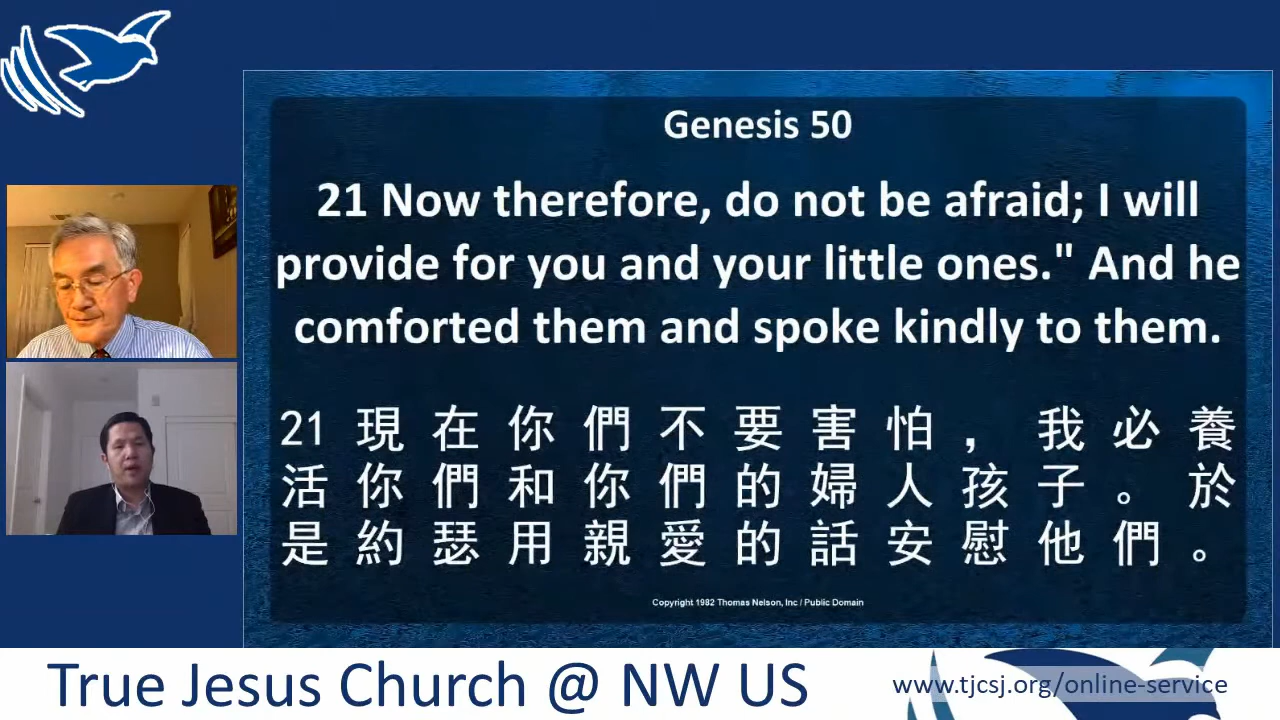 Genesis 50
21 Now therefore, do not be afraid; I will
provide for you and your little ones." And he
comforted them and spoke kindly to them.
21 現在你們不要害怕，我必養
活你們和你們的婦人孩子。於
是約瑟用親愛的話安慰他們。
Copyright 1982 Thomas Nelson, Inc / Public Domain
True Jesus Church @ NW US
www.tjcsj.org/online-service